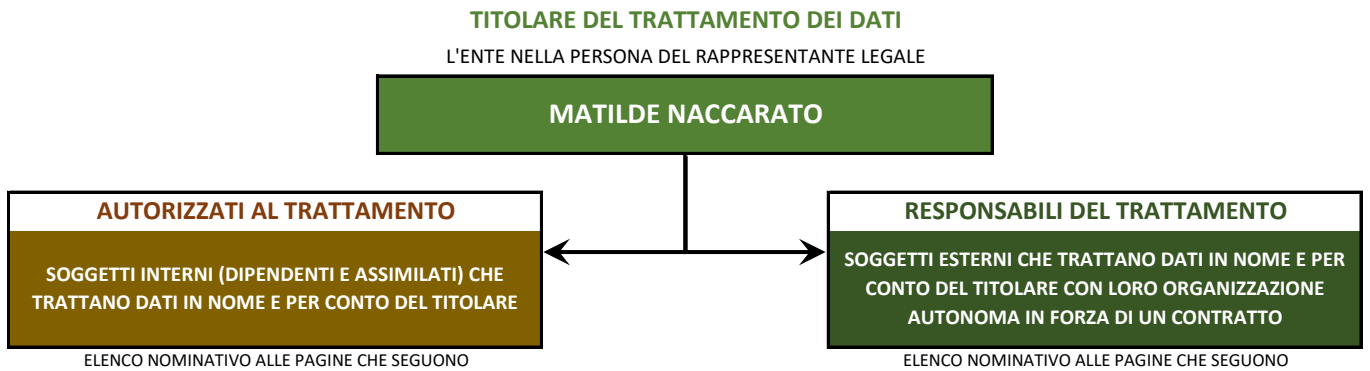 TITOLARE DEL TRATTAMENTO DEI DATI
L'ENTE NELLA PERSONA DEL RAPPRESENTANTE LEGALE
MATILDE NACCARATO
AUTORIZZATI AL TRATTAMENTO
SOGGETTI INTERNI (DIPENDENTI E ASSIMILATI) CHE
TRATTANO DATI IN NOME E PER CONTO DEL TITOLARE
ELENCO NOMINATIVO ALLE PAGINE CHE SEGUONO
RESPONSABILI DEL TRATTAMENTO
SOGGETTI ESTERNI CHE TRATTANO DATI IN NOME E PER
CONTO DEL TITOLARE CON LORO ORGANIZZAZIONE
AUTONOMA IN FORZA DI UN CONTRATTO
ELENCO NOMINATIVO ALLE PAGINE CHE SEGUONO